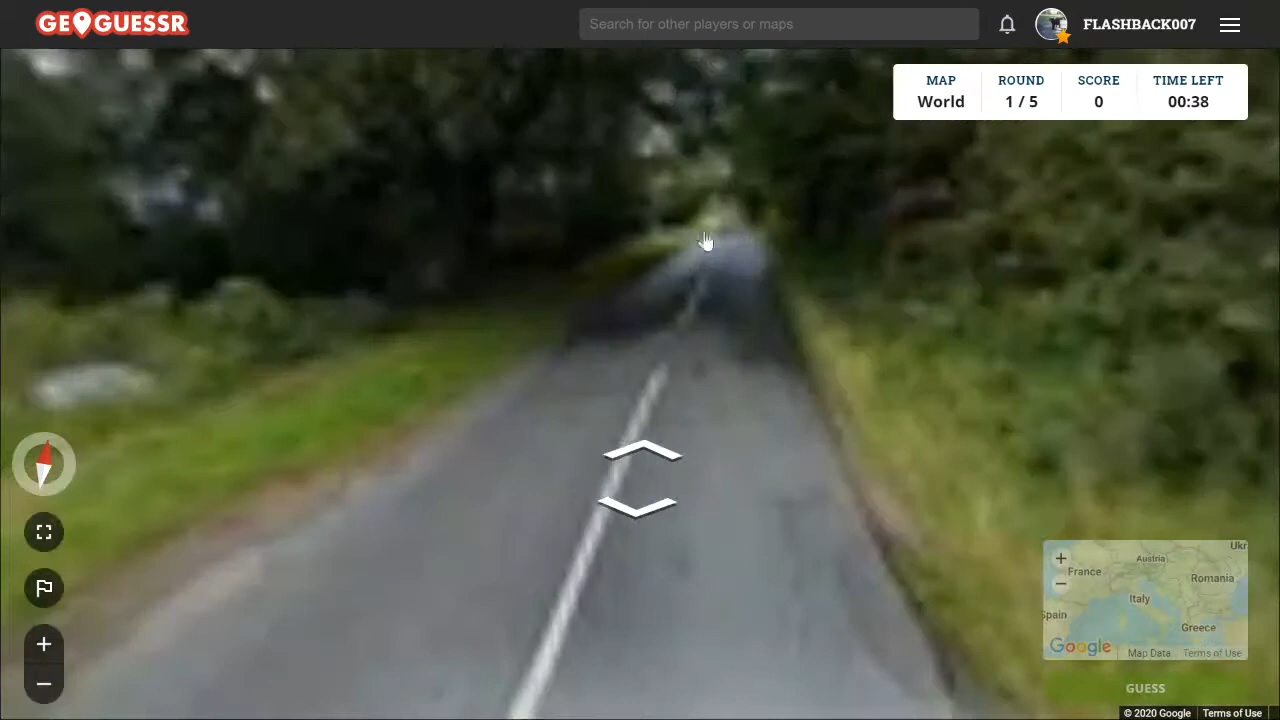 GEOGUESSR
Search for other players or maps
FLASHBACK007
MAP ROUND SCORE TIME LEFT
World 1 / 5 0 00:38
+
−
Ukr
Austria
France
Romania
Italy
Spain
Greece
Google Map Data Terms of Use
+
−
GUESS
© 2020 Google Terms of Use